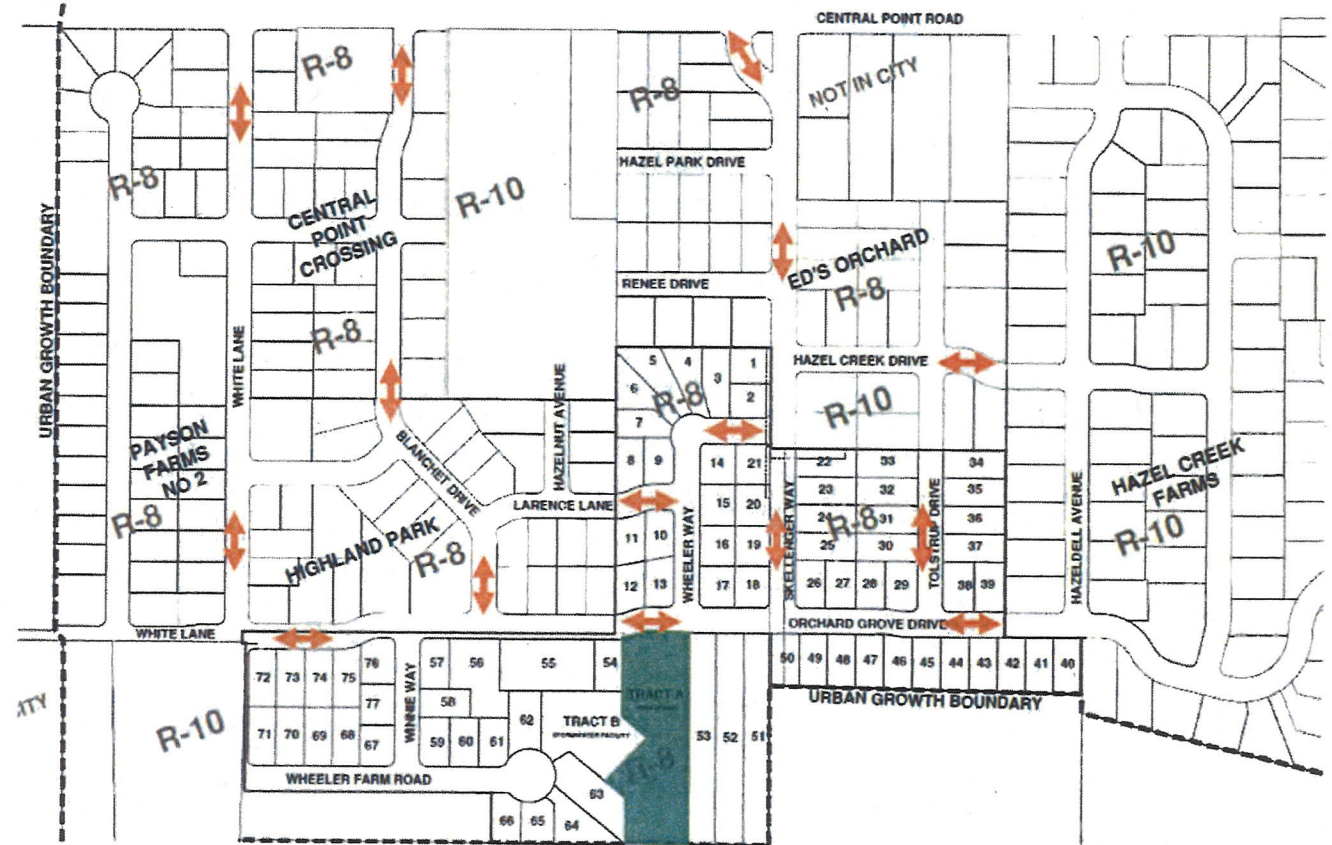 CENTRAL POINT ROAD
R-8
R-8
NOT IN CITY
HAZEL PARK DRIVE
R-8
R-10
CENTRAL
POINT
CROSSING
URBAN GROWTH BOUNDARY
ED'S ORCHARD
R-8
R-10
RENEE DRIVE
R-8
WHITE LANE
HAZEL CREEK DRIVE
5
4
3
1
6
2
7
R-8
R-10
HAZELNUT AVENUE
PAYSON
FARMS
NO 2
R-8
BLANCHET DRIVE
LARENCE LANE
HIGHLAND PARK
R-8
8
9
14
21
15
20
11
10
16
19
12
13
17
18
WHEELER WAY
SKELLENGER WAY
22
33
34
23
32
35
24
31
36
R-8
25
30
37
26
27
28
29
38
39
TOLSTRUP DRIVE
HAZELDELL AVENUE
HAZEL CREEK
FARMS
R-10
WHITE LANE
ORCHARD GROVE DRIVE
50
49
48
47
46
45
44
43
42
41
40
URBAN GROWTH BOUNDARY
R-10
72
73
74
75
76
77
71
70
69
68
67
WINNIE WAY
57
56
55
54
58
59
60
61
62
TRACT A
TRACT B
STORMWATER FACILITY
R-8
53
52
51
WHEELER FARM ROAD
63
66
65
64